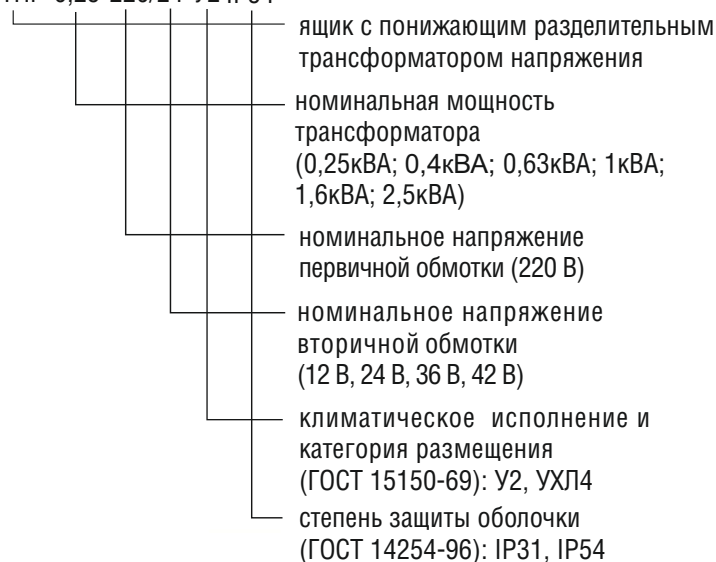 ящик с понижающим разделительным
трансформатором напряжения
номинальная мощность
трансформатора
(0,25кВА; 0,4кВА; 0,63кВА; 1кВА;
1,6кВА; 2,5кВА)
номинальное напряжение
первичной обмотки (220 В)
номинальное напряжение
вторичной обмотки
(12 В, 24 В, 36 В, 42 В)
климатическое исполнение и
категория размещения
(ГОСТ 15150-69): У2, УХЛ4
степень защиты оболочки
(ГОСТ 14254-96): IP31, IP54